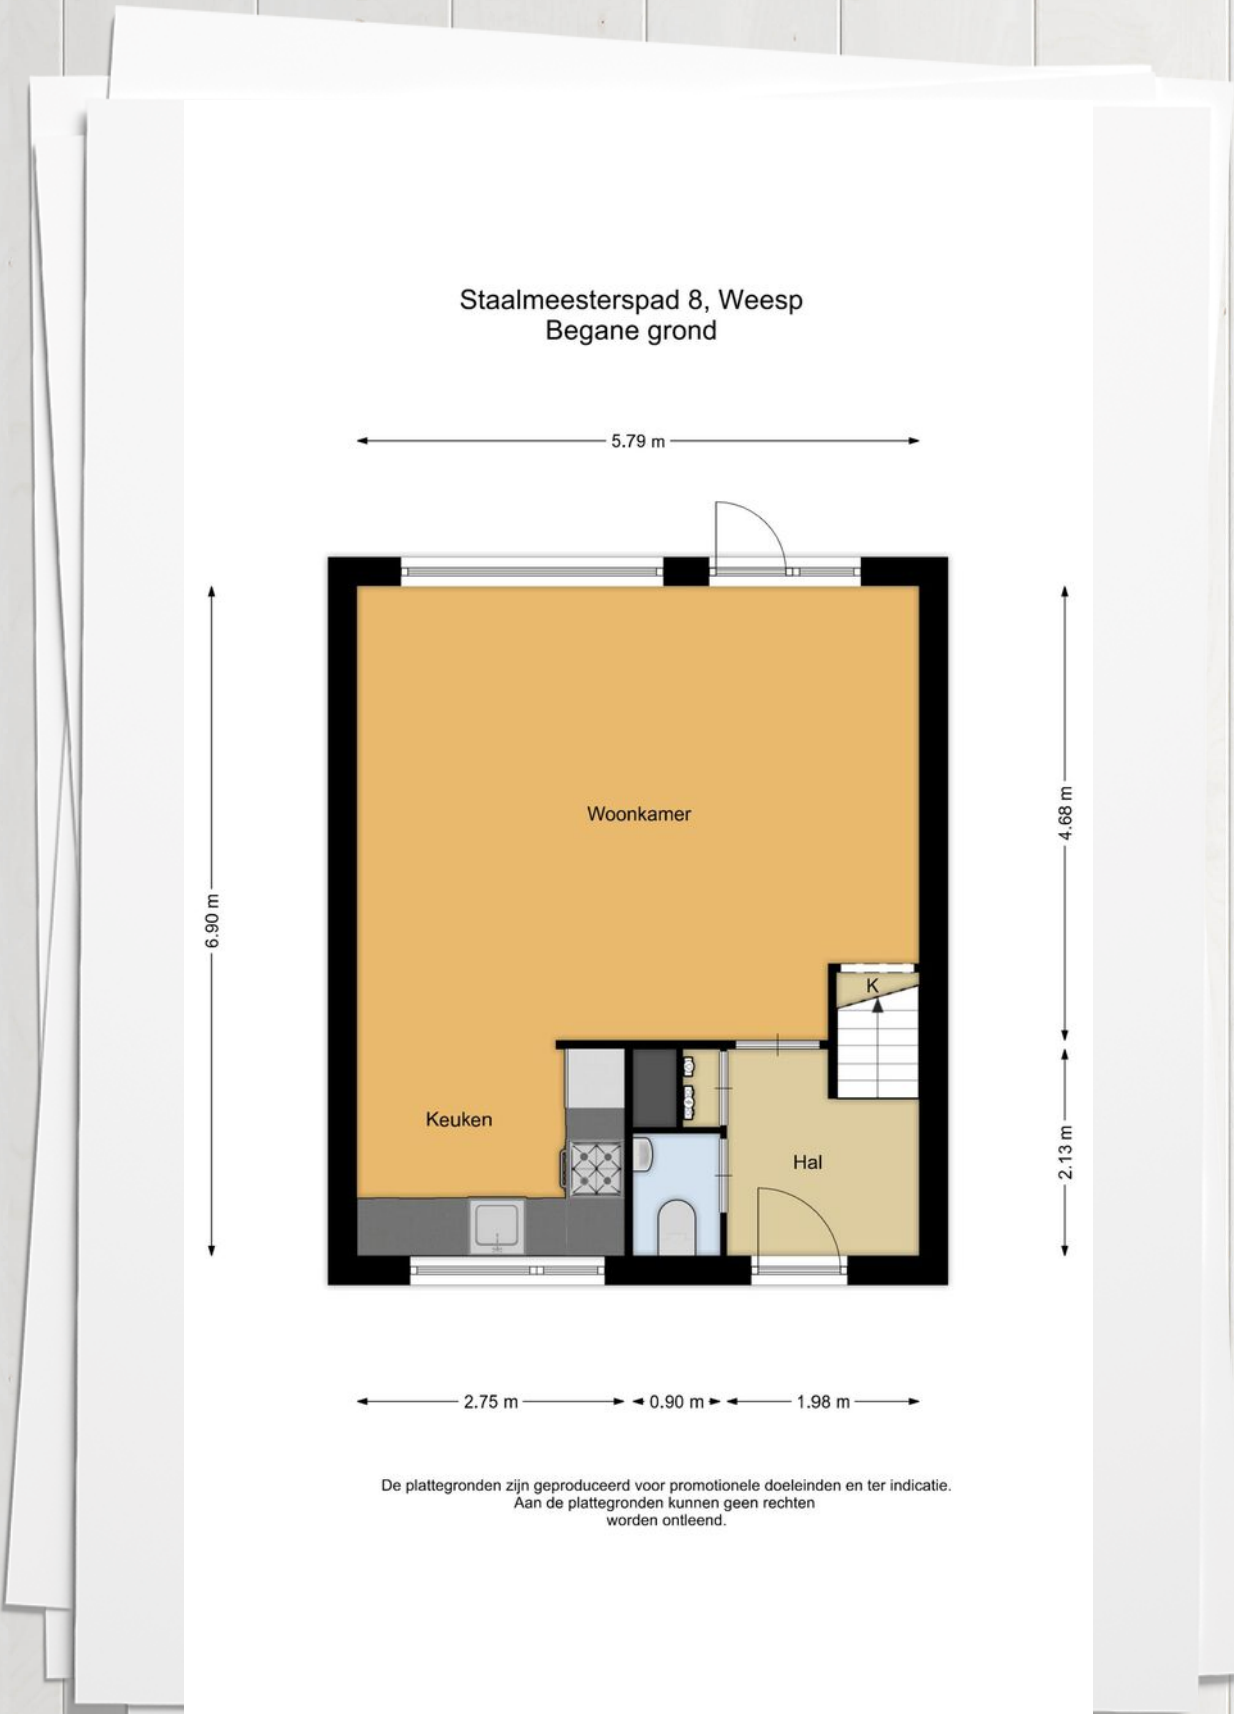 Staalmeesterspad 8, Weesp
Begane grond
5.79 m
Woonkamer
4.68 m
6.90 m
K
Keuken
Hal
2.13 m
2.75 m
0.90 m
1.98 m
De plattegronden zijn geproduceerd voor promotionele doeleinden en ter indicatie.
Aan de plattegronden kunnen geen rechten
worden ontleend.